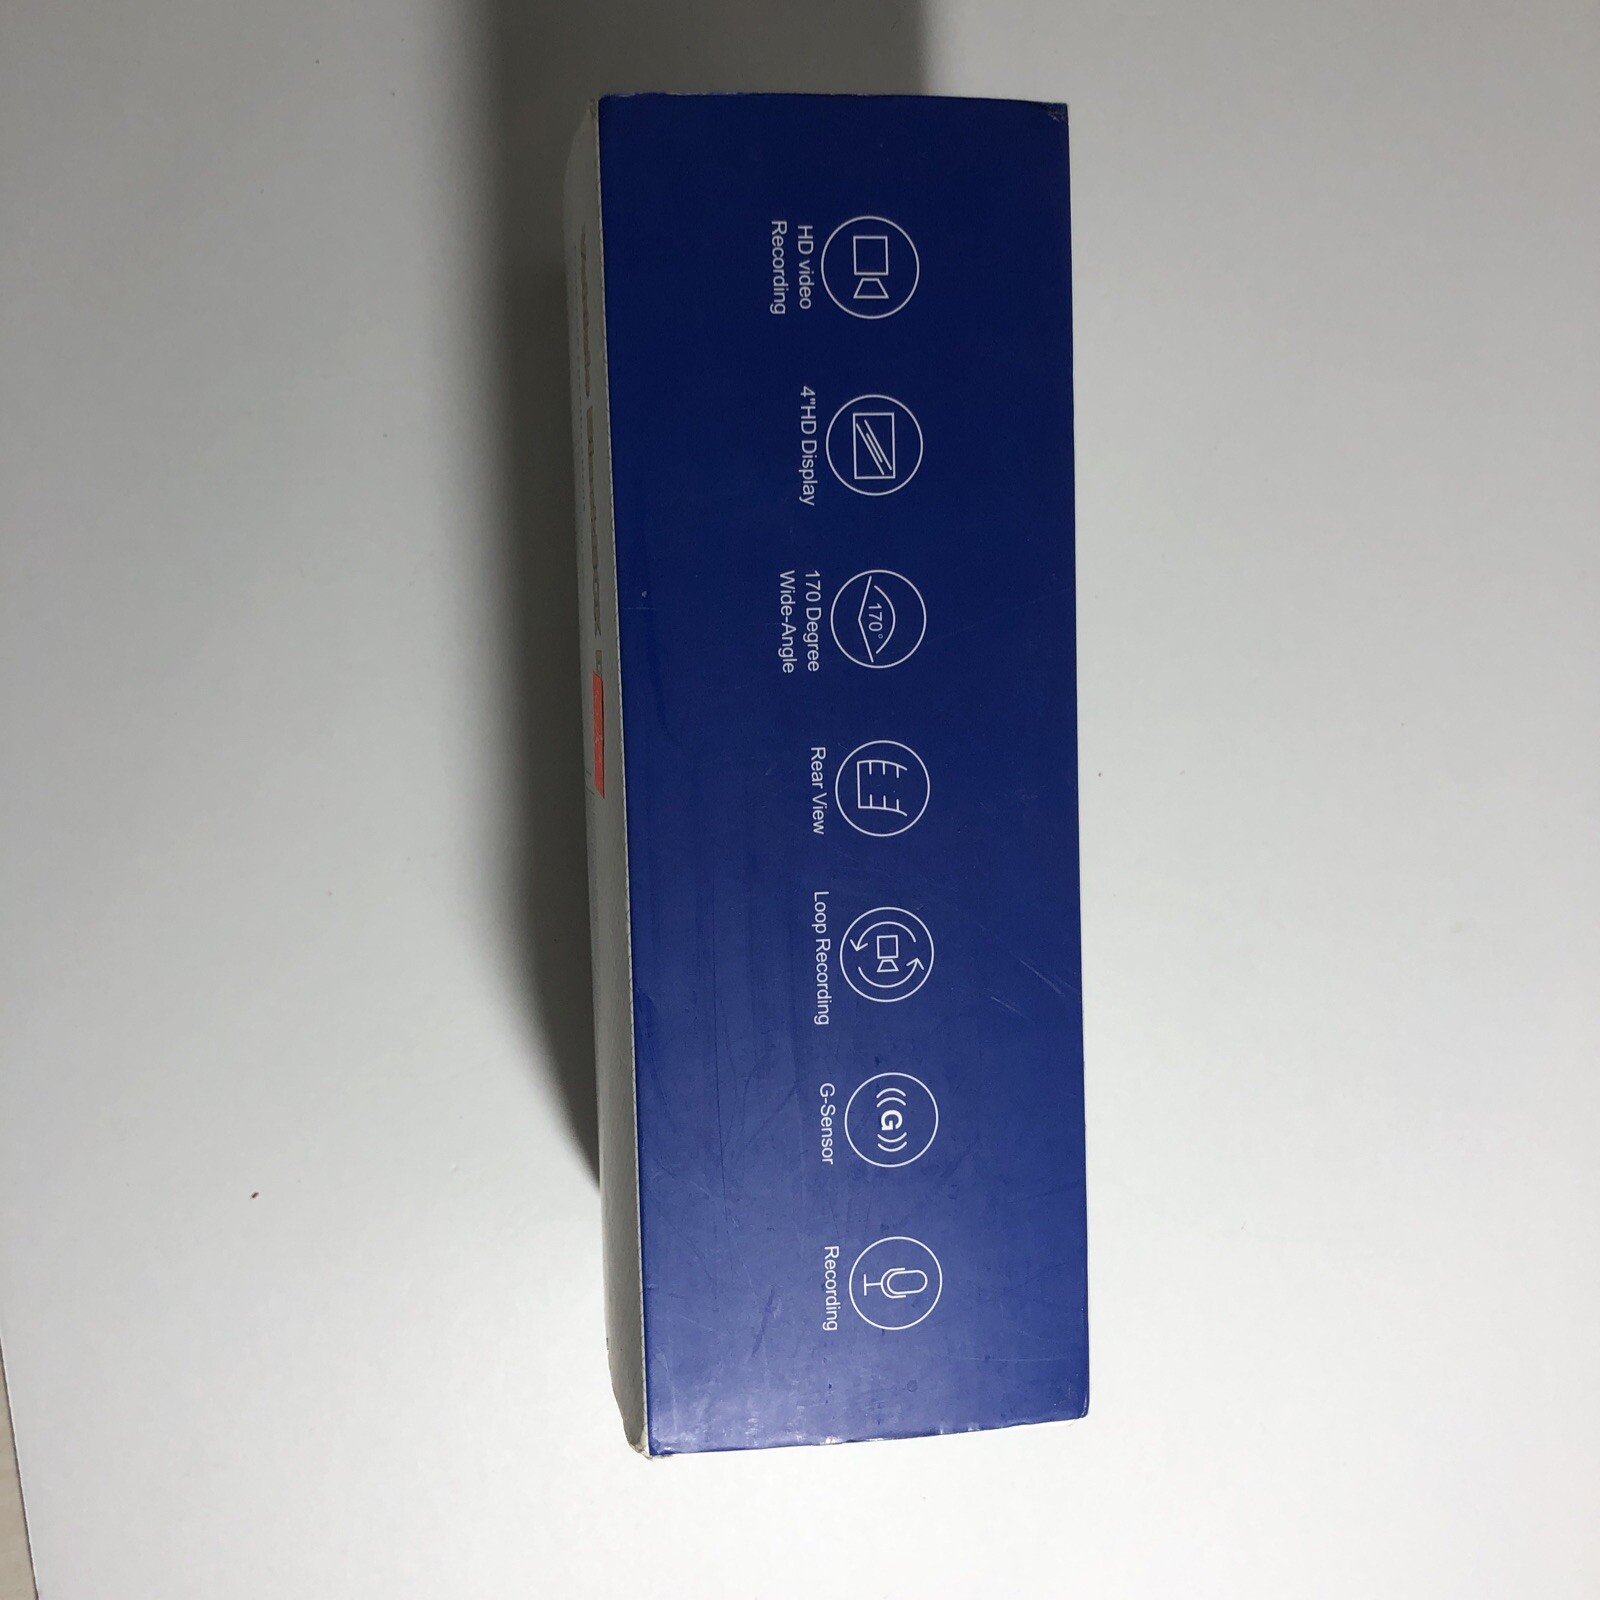 HD video
Recording
4"HD Display
170°
170 Degree
Wide-Angle
Rear View
Loop Recording
G
G-Sensor
Recording